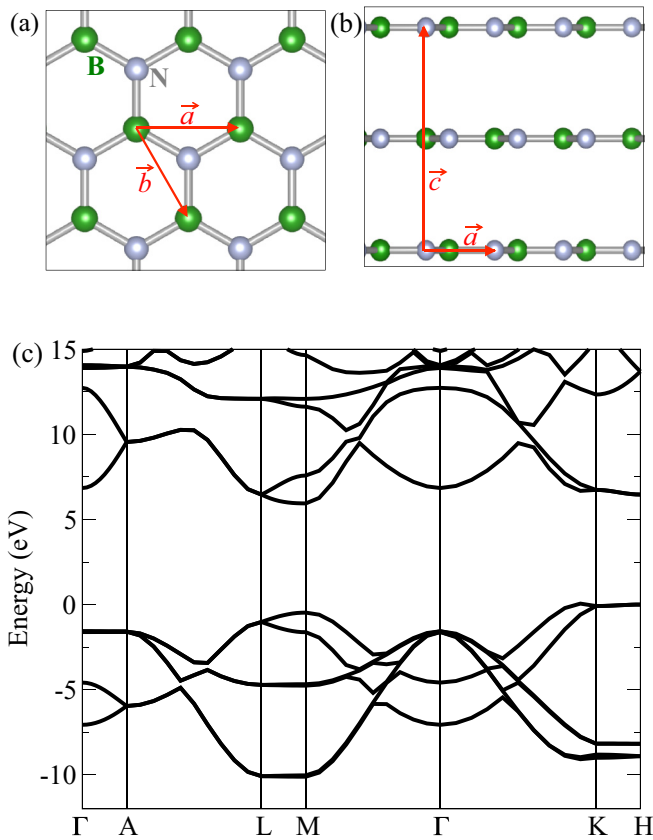 (a)
B
N
a
b
(b)
c
a
(c)
Energy (eV)
15
10
5
0
-5
-10
Γ A L M Γ K H